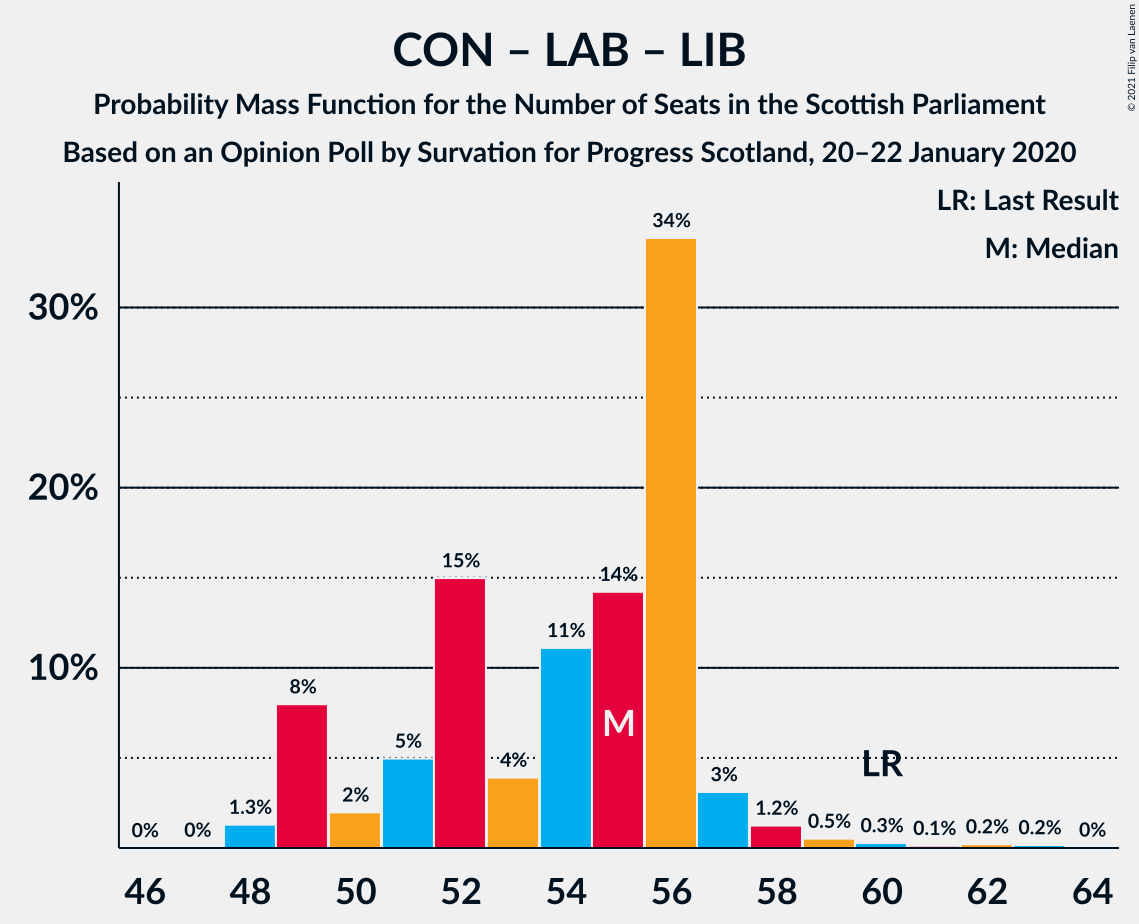 CON – LAB – LIB
Probability Mass Function for the Number of Seats in the Scottish Parliament
Based on an Opinion Poll by Survation for Progress Scotland, 20–22 January 2020
© 2021 Filip van Laenen
LR: Last Result
M: Median
30%
20%
10%
0%
0%
1.3%
8%
2%
5%
15%
4%
11%
14%
34%
3%
1.2%
0.5%
0.3%
0.1%
0.2%
0.2%
0%
M
LR
46 48 50 52 54 56 58 60 62 64